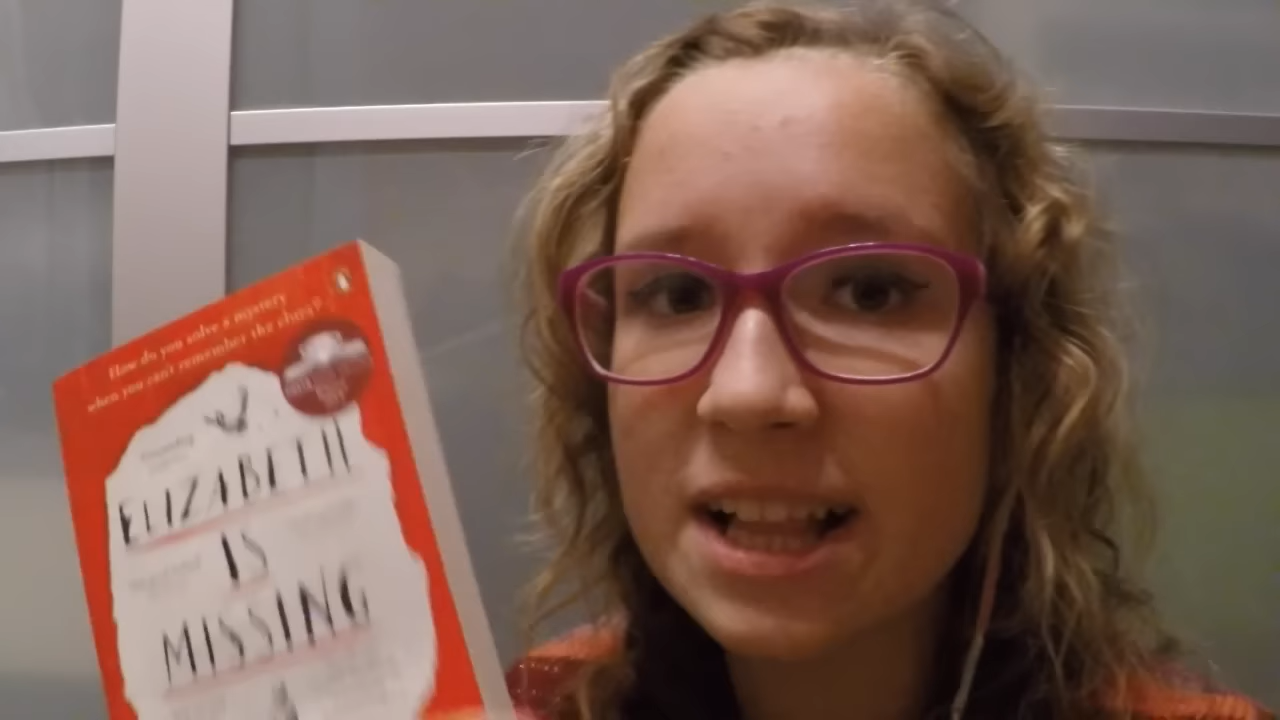 How do you solve a mystery
when you can't remember the clues?
ELIZABETH
IS
MISSING